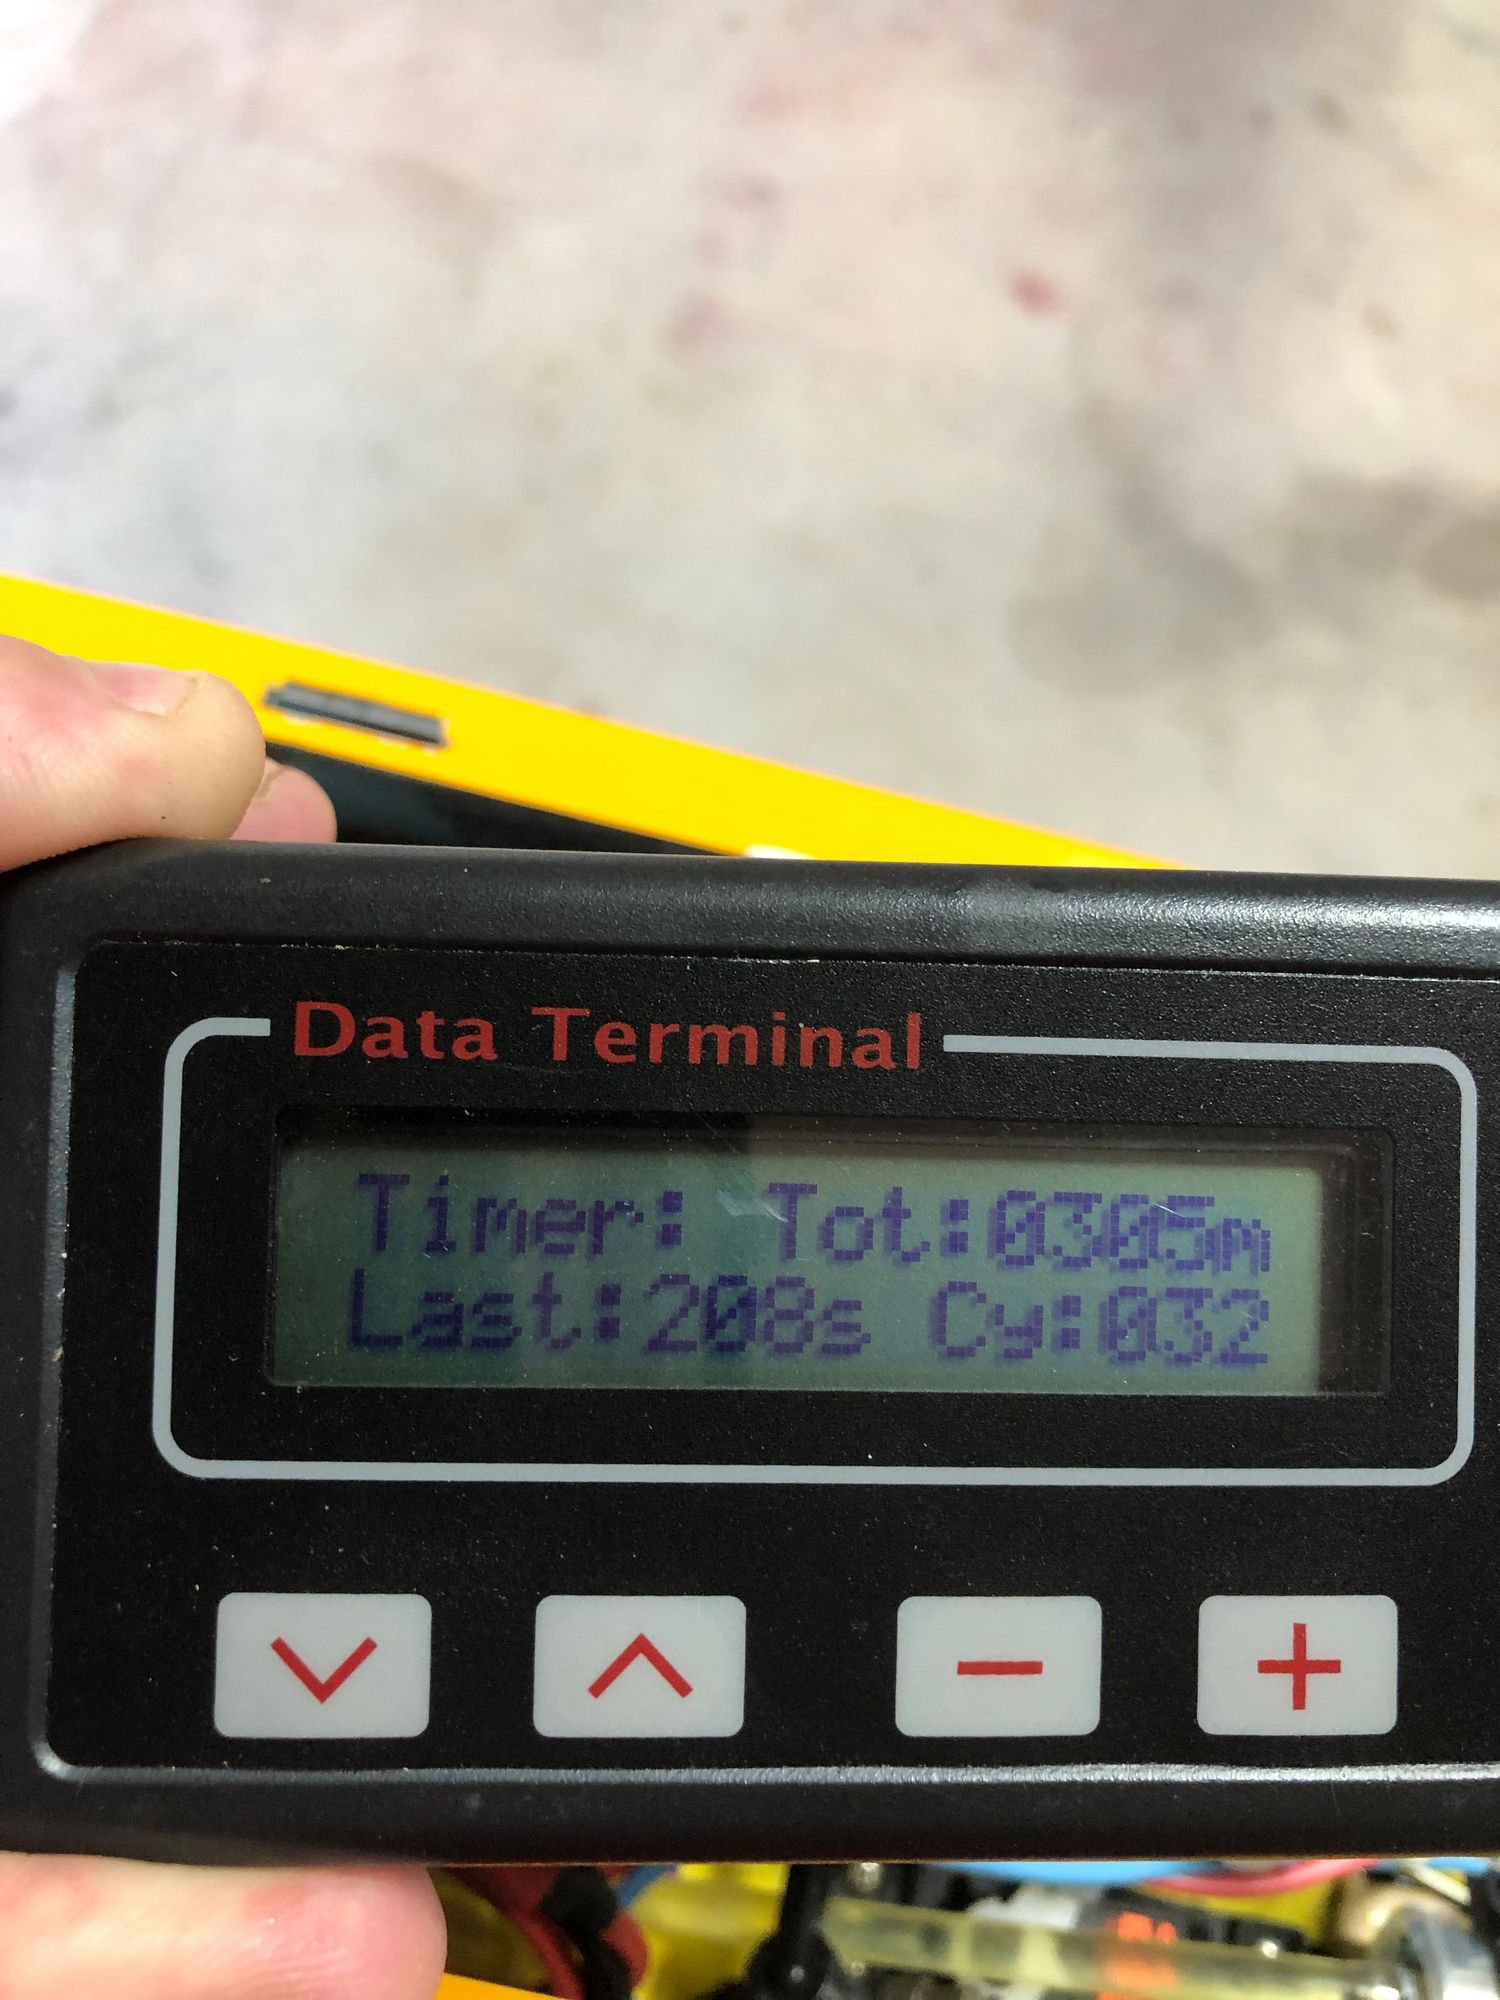 Data Terminal
Timer: Tot:0305m
Last:208s Cy:032